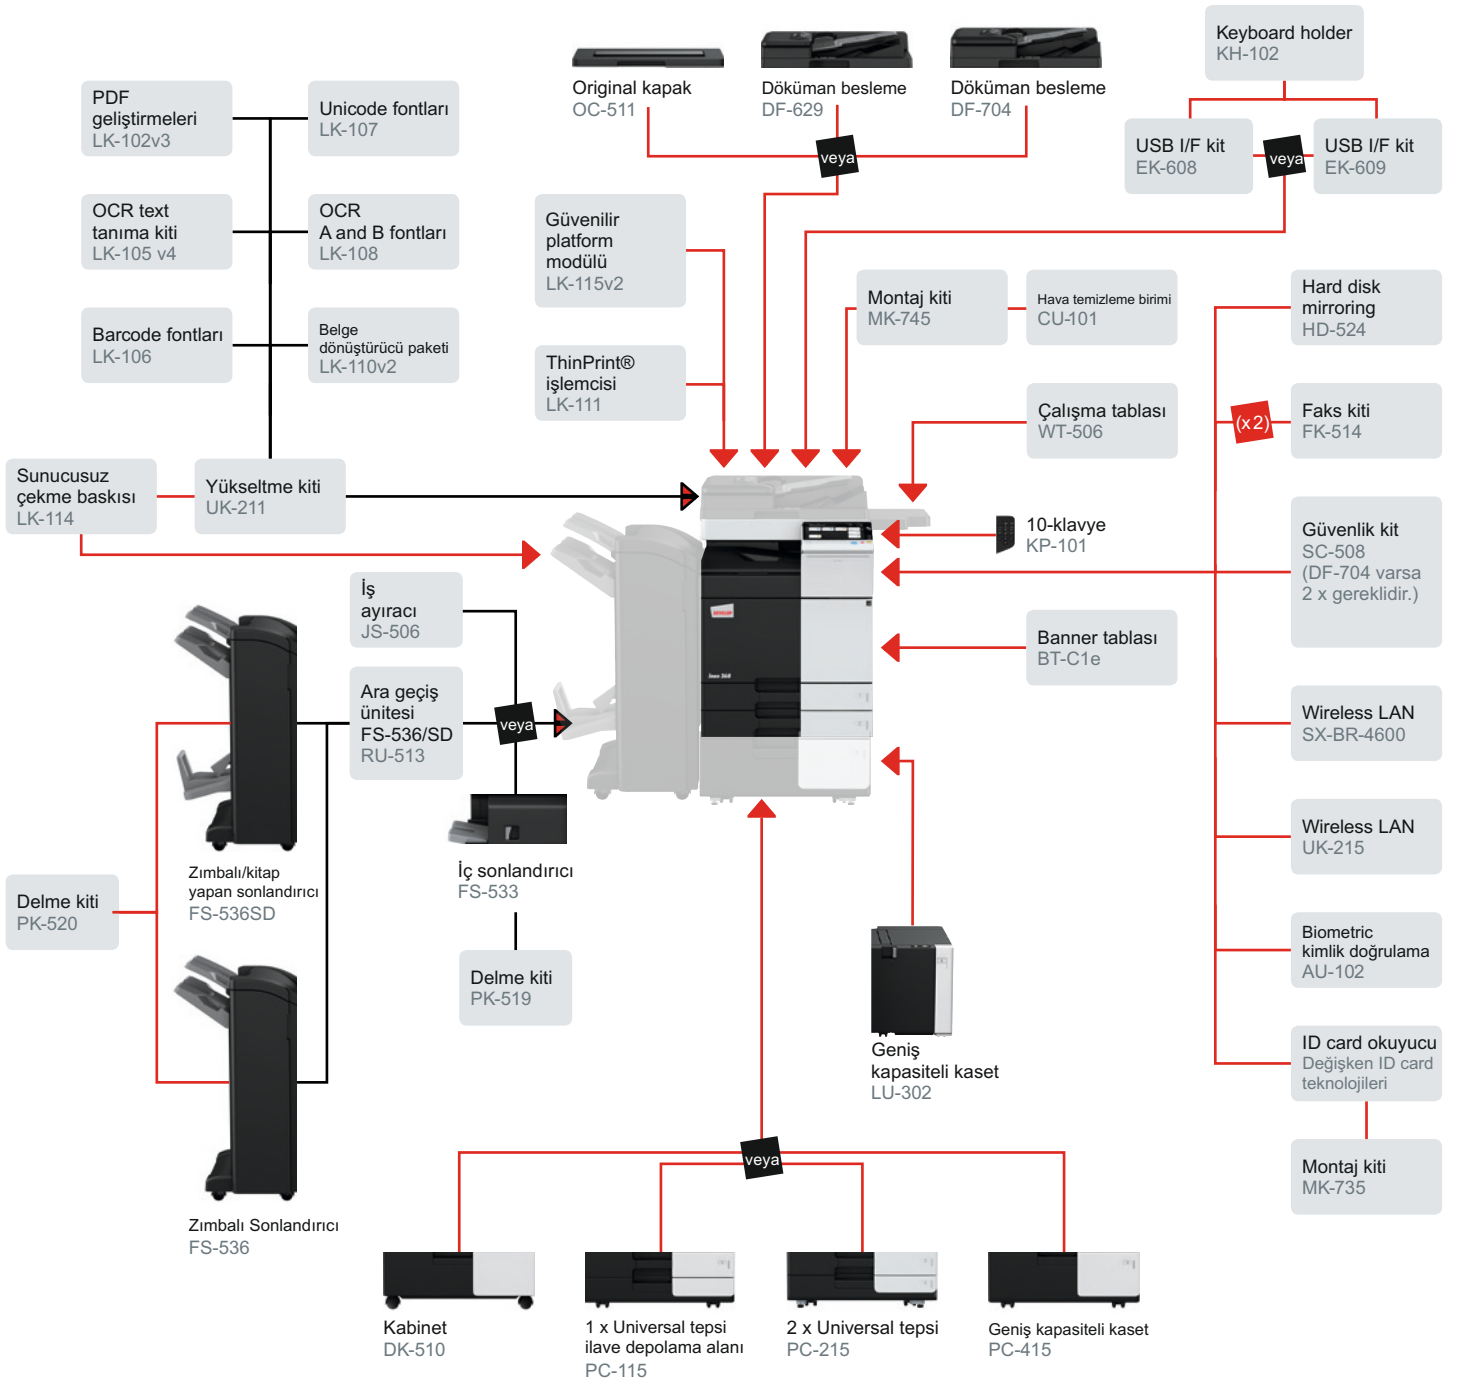 Original kapak
OC-511
Döküman besleme
DF-629
Döküman besleme
DF-704
veya
Keyboard holder
KH-102
USB I/F kit
EK-608
veya
USB I/F kit
EK-609
PDF
geliştirmeleri
LK-102v3
Unicode fontları
LK-107
OCR text
tanıma kiti
LK-105 v4
OCR
A and B fontları
LK-108
Barcode fontları
LK-106
Belge
dönüştürücü paketi
LK-110v2
Güvenilir
platform
modülü
LK-115v2
ThinPrint®
işlemcisi
LK-111
Montaj kiti
MK-745
Hava temizleme birimi
CU-101
Çalışma tablası
WT-506
Hard disk
mirroring
HD-524
(x2)
Faks kiti
FK-514
Sunucusuz
çekme baskısı
LK-114
Yükseltme kiti
UK-211
10-klavye
KP-101
Güvenlik kit
SC-508
(DF-704 varsa
2 x gereklidir.)
İş
ayıracı
JS-506
Ara geçiş
ünitesi
FS-536/SD
RU-513
veya
DEVELOP
ineo 368
Banner tablası
BT-C1e
Wireless LAN
SX-BR-4600
Wireless LAN
UK-215
Zımbalı/kitap
yapan sonlandırıcı
FS-536SD
İç sonlandırıcı
FS-533
Delme kiti
PK-520
Delme kiti
PK-519
Biometric
kimlik doğrulama
AU-102
Geniş
kapasiteli kaset
LU-302
ID card okuyucu
Değişken ID card
teknolojileri
Montaj kiti
MK-735
Zımbalı Sonlandırıcı
FS-536
veya
Kabinet
DK-510
1 x Universal tepsi
ilave depolama alanı
PC-115
2 x Universal tepsi
PC-215
Geniş kapasiteli kaset
PC-415